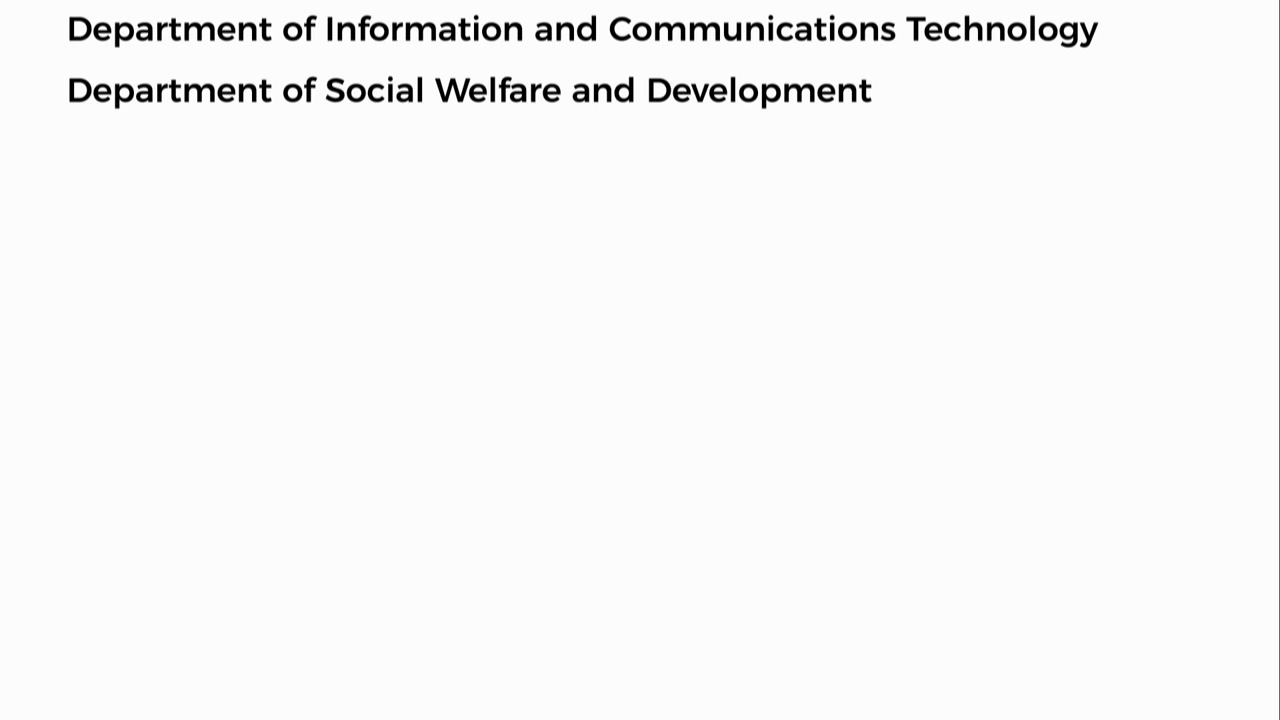 Department of Information and Communications Technology
Department of Social Welfare and Development